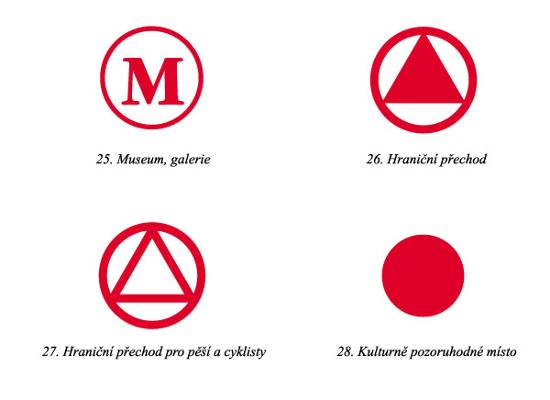 M
25. Museum, galerie
26. Hraniční přechod
27. Hraniční přechod pro pěší a cyklisty
28. Kulturně pozoruhodné místo